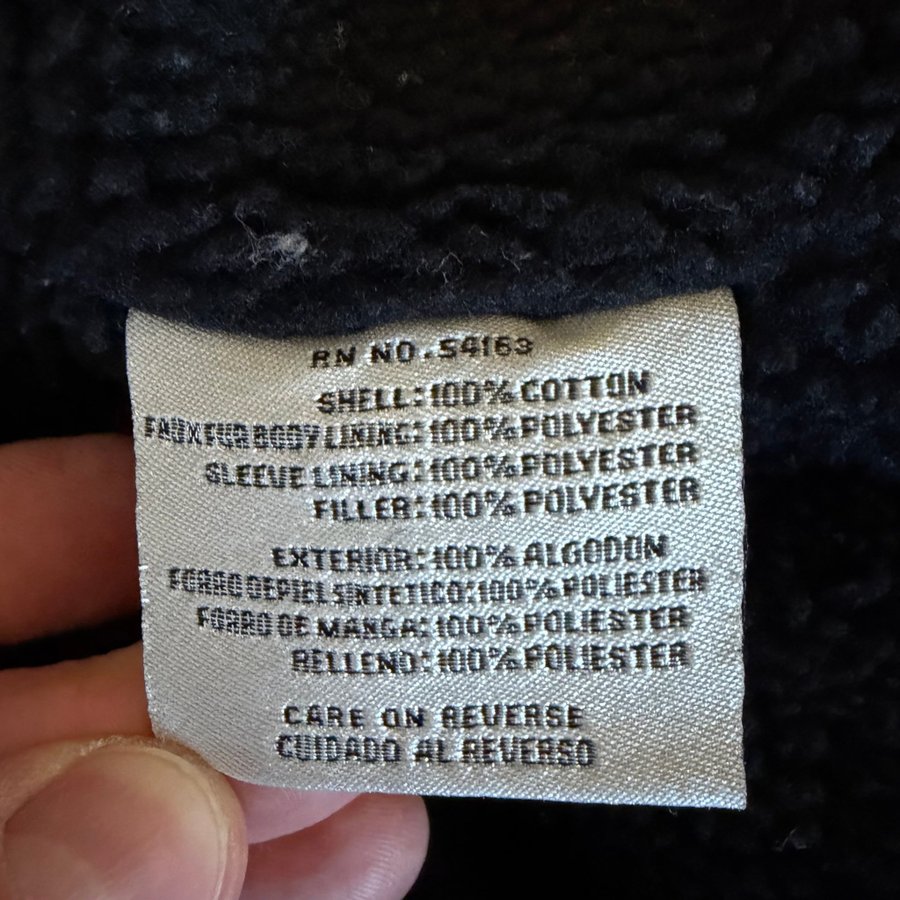 RN NO.54163
SHELL:100%COTTON
FAUX FUR BODY LINING:100%POLYESTER
SLEEVE LINING:100%POLYESTER
FILLER:100%POLYESTER
EXTERIOR:100%ALGODON
FORRO DE PIEL SINTETICO:100%POLIESTER
FORRO DE MANGA:100%POLIESTER
RELLENO:100%POLIESTER
CARE ON REVERSE
CUIDADO AL REVERSO